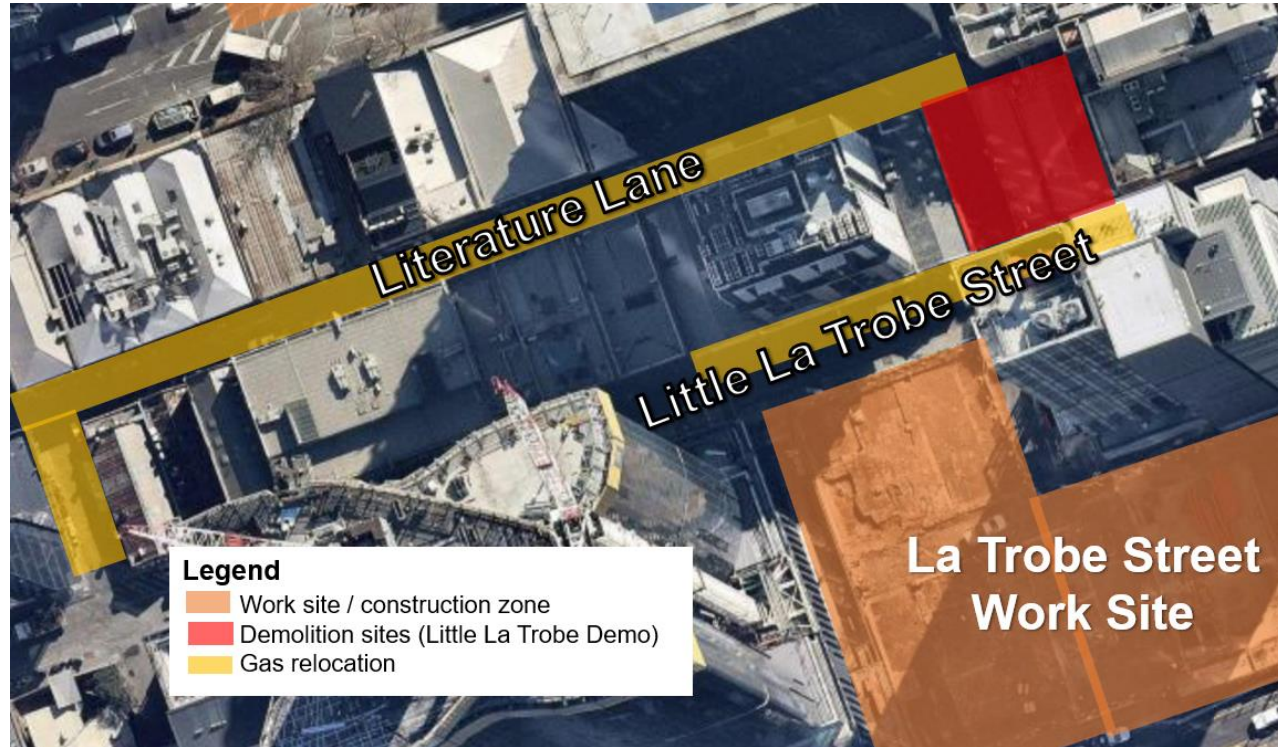 Literature Lane
Little La Trobe Street
La Trobe Street
Work Site
Legend
Work site / construction zone
Demolition sites (Little La Trobe Demo)
Gas relocation